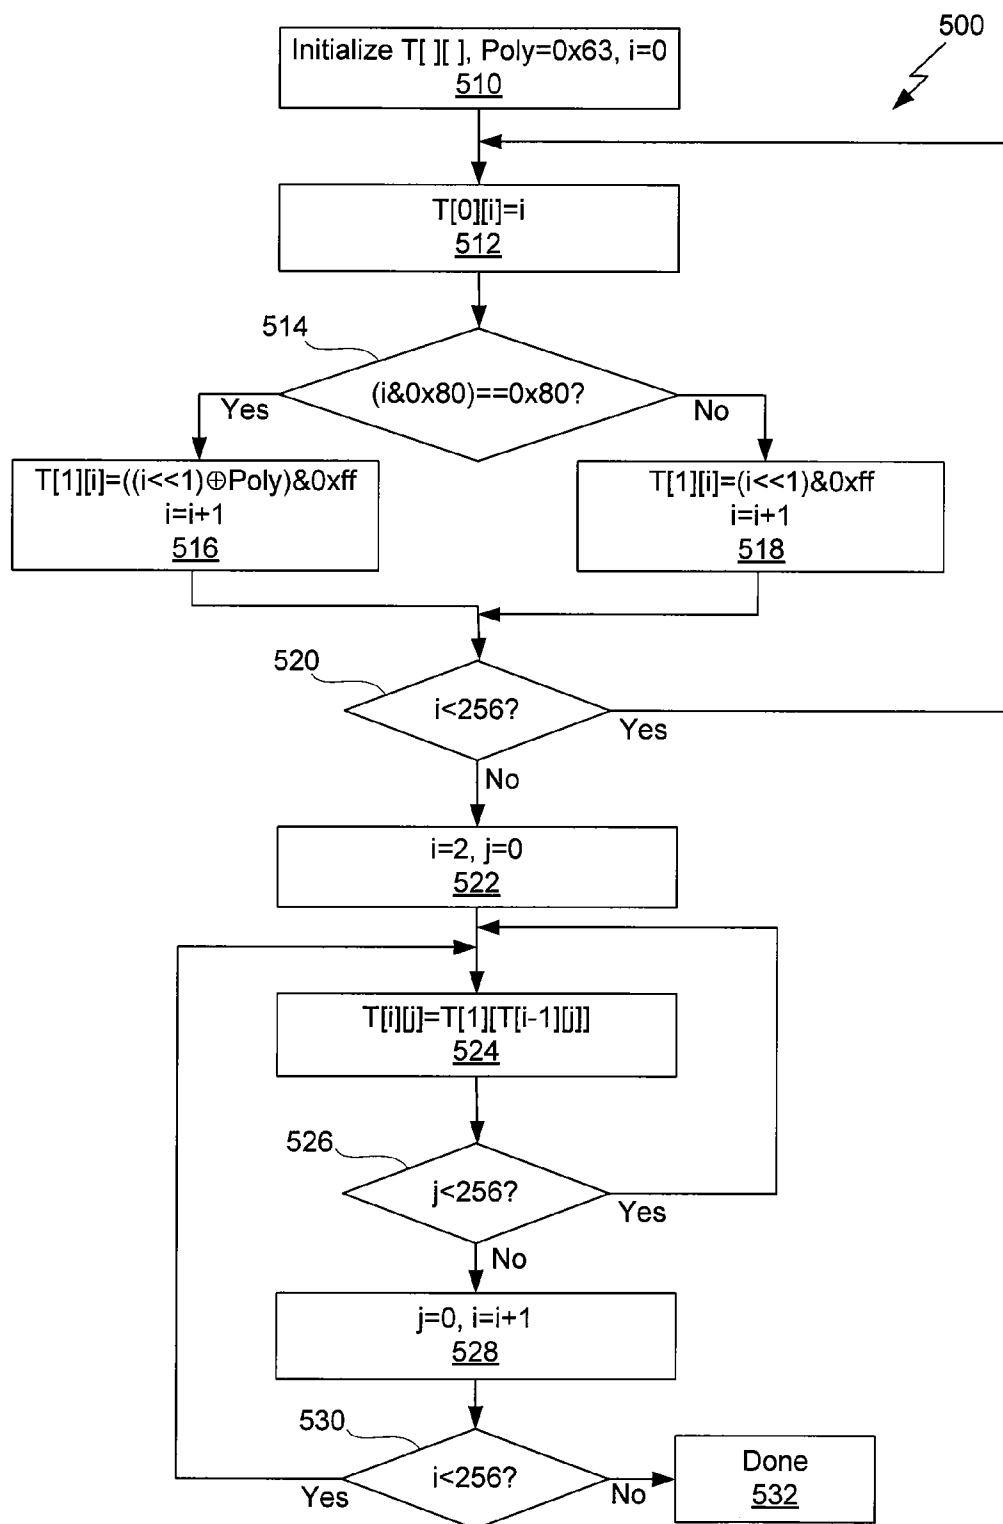 500
Initialize T[ ][ ], Poly=0x63, i=0
510
T[0][i]=i
512
514
(i&0x80)==0x80?
Yes
No
T[1][i]=((i<<1)⊕Poly)&0xff
i=i+1
516
T[1][i]=(i<<1)&0xff
i=i+1
518
520
i<256?
Yes
No
i=2, j=0
522
T[i][j]=T[1][T[i-1][j]]
524
526
j<256?
Yes
No
j=0, i=i+1
528
530
i<256?
Yes
No
Done
532